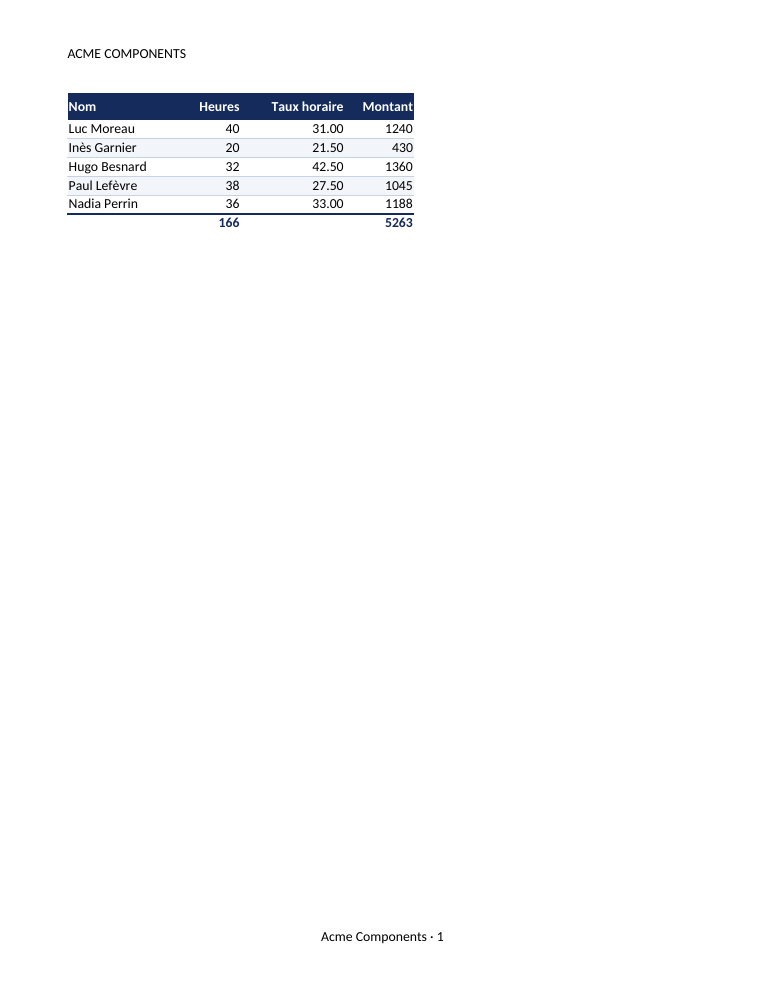 ACME COMPONENTS
Nom Heures Taux horaire Montant
Luc Moreau 40 31.00 1240
Inès Garnier 20 21.50 430
Hugo Besnard 32 42.50 1360
Paul Lefèvre 38 27.50 1045
Nadia Perrin 36 33.00 1188
166 5263
Acme Components · 1